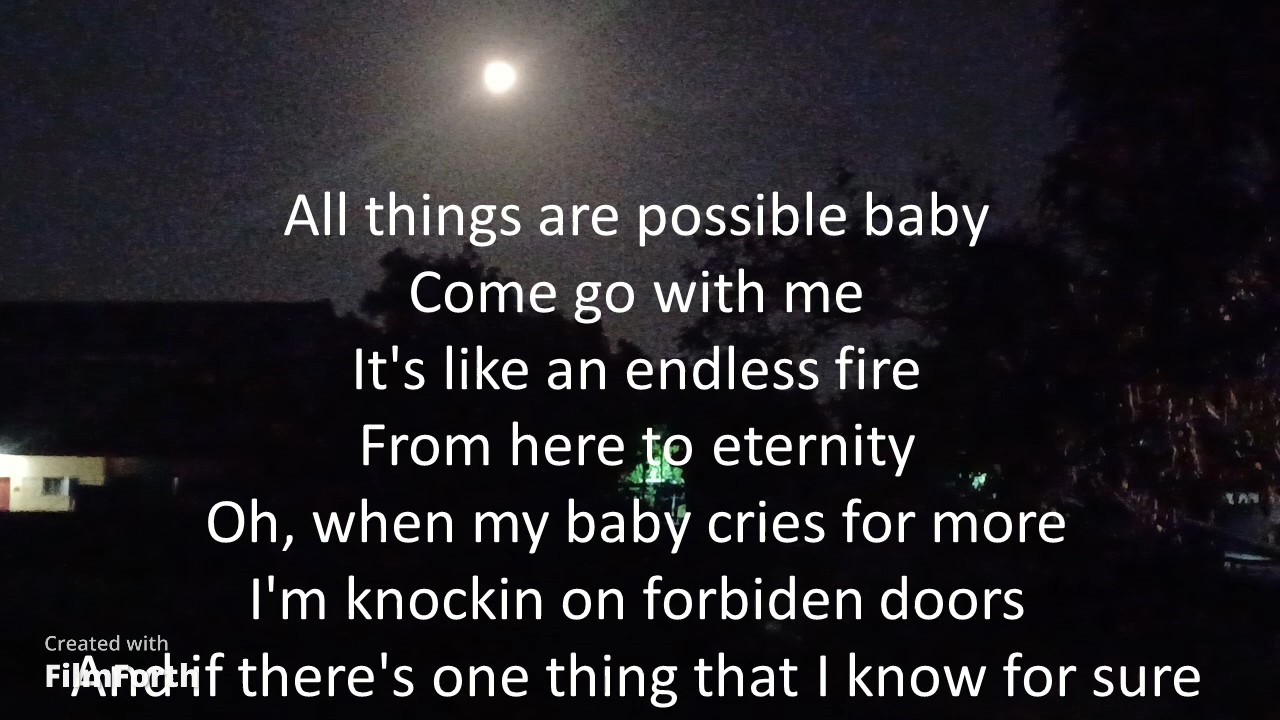 All things are possible baby
Come go with me
It's like an endless fire
From here to eternity
Oh, when my baby cries for more
I'm knockin on forbiden doors
Created with
FilmForth
And if there's one thing that I know for sure